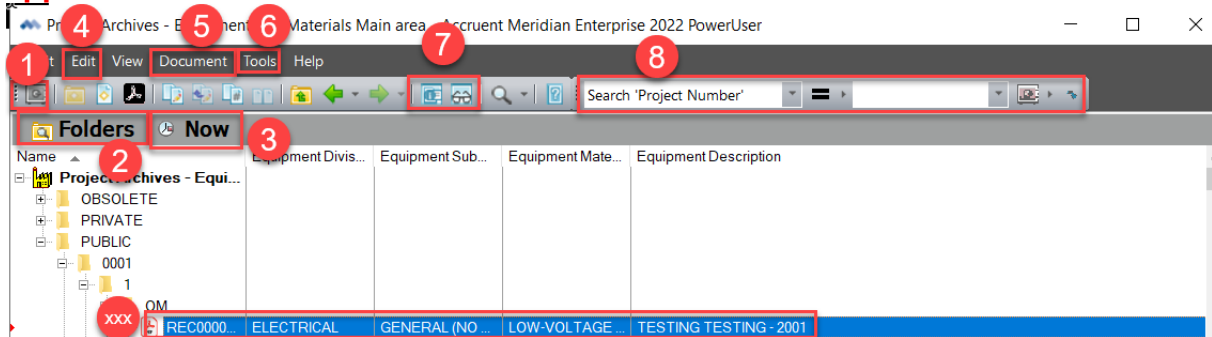 Pr 4 Archives - E 5 men 6 Materials Main area - Accruent Meridian Enterprise 2022 PowerUser
1 t Edit View Document Tools Help 7 8
Search 'Project Number' =
Folders Now
2 3
Name Equipment Divis... Equipment Sub... Equipment Mate... Equipment Description
Project Archives - Equi...
OBSOLETE
PRIVATE
PUBLIC
0001
1
OM
xxx REC0000... ELECTRICAL GENERAL (NO ... LOW-VOLTAGE ... TESTING TESTING - 2001